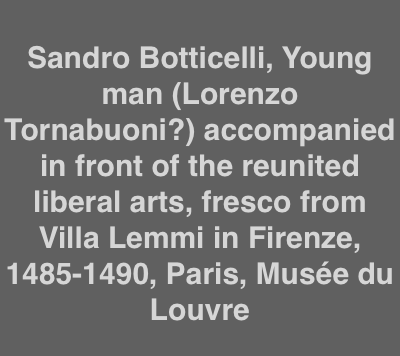 Sandro Botticelli, Young
man (Lorenzo
Tornabuoni?) accompanied
in front of the reunited
liberal arts, fresco from
Villa Lemmi in Firenze,
1485-1490, Paris, Musée du
Louvre